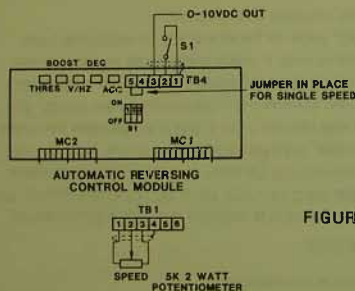 0-10VDC OUT
S1
BOOST DEC
THRES V/HZ ACC
5 4 3 2 1
TB4
JUMPER IN PLACE
FOR SINGLE SPEED
ON
OFF
S1
MC2
MC1
AUTOMATIC REVERSING
CONTROL MODULE
TB1
1 2 3 4 5 6
FIGUR
SPEED 5K 2 WATT
POTENTIOMETER